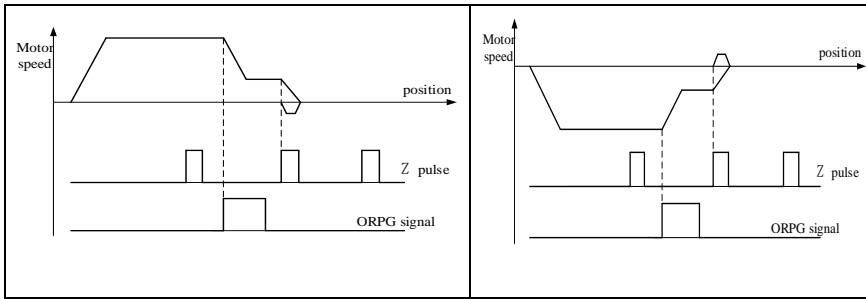 Motor
speed
position
Z pulse
ORPG signal
Motor
speed
position
Z pulse
ORPG signal